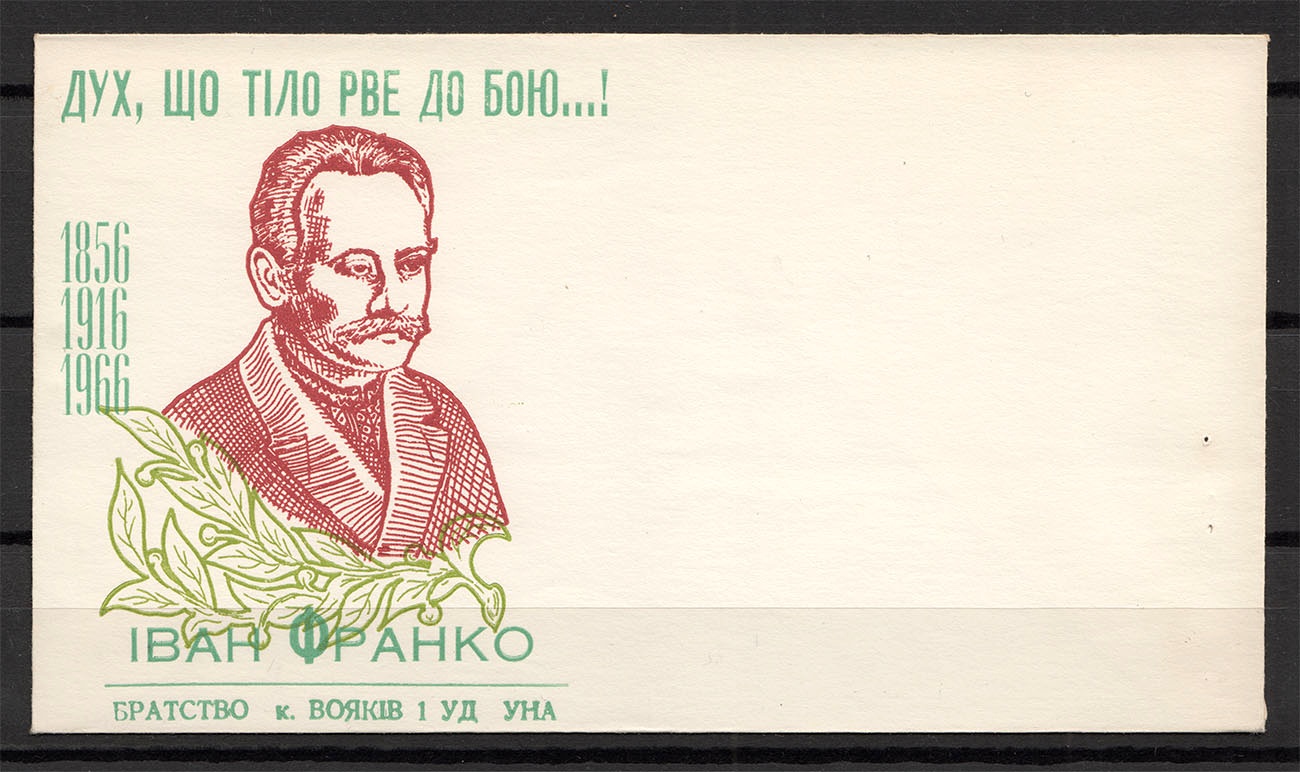 ДУХ, ЩО ТІЛО РВЕ ДО БОЮ...!
1856
1916
1966
ІВАН ФРАНКО
БРАТСТВО к. ВОЯКІВ 1 УД УНА